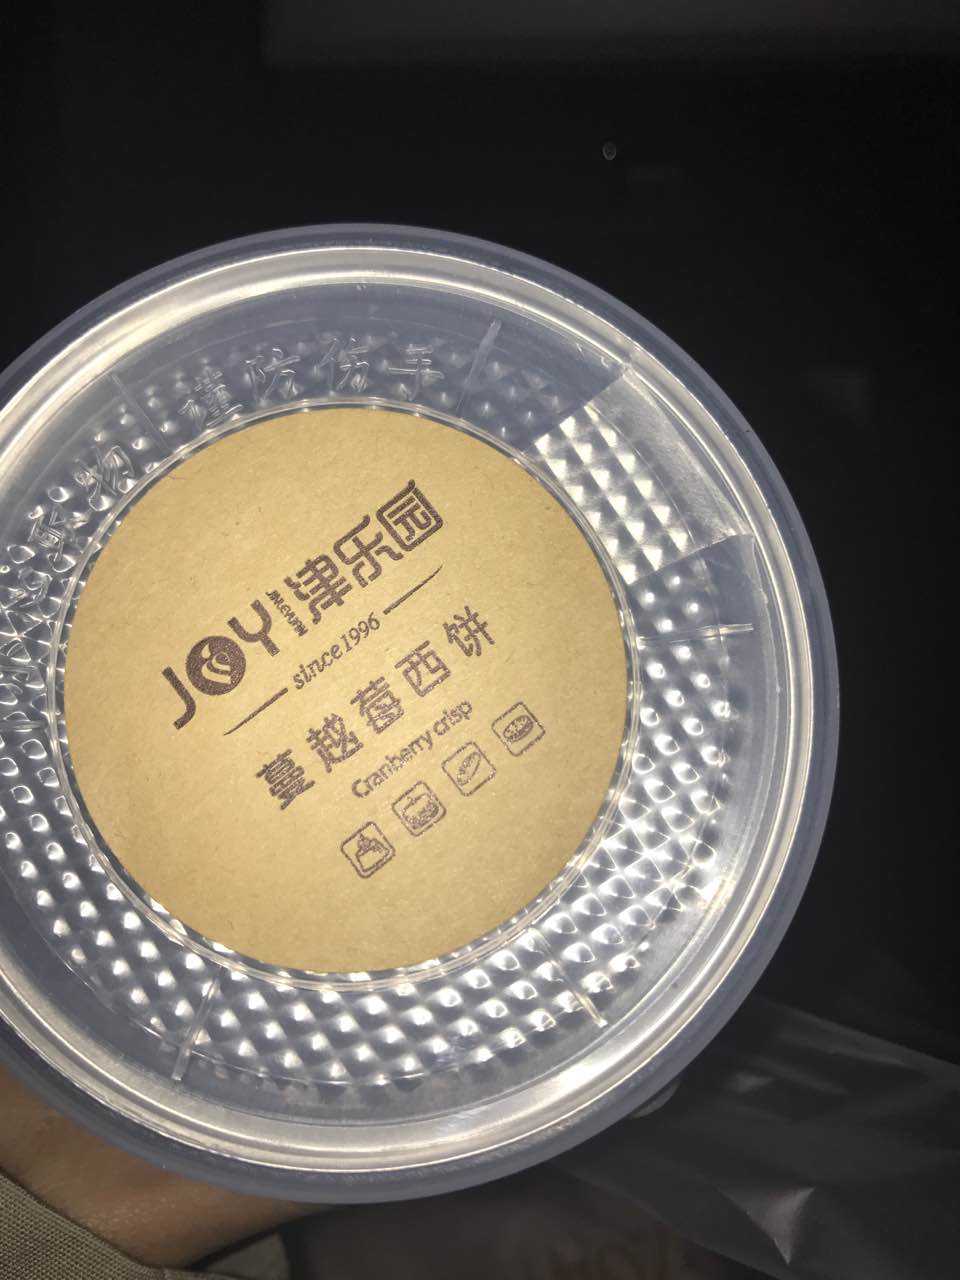 谨防伤手
JOY 津乐园
since 1996
蔓越莓西饼
Cranberry crisp